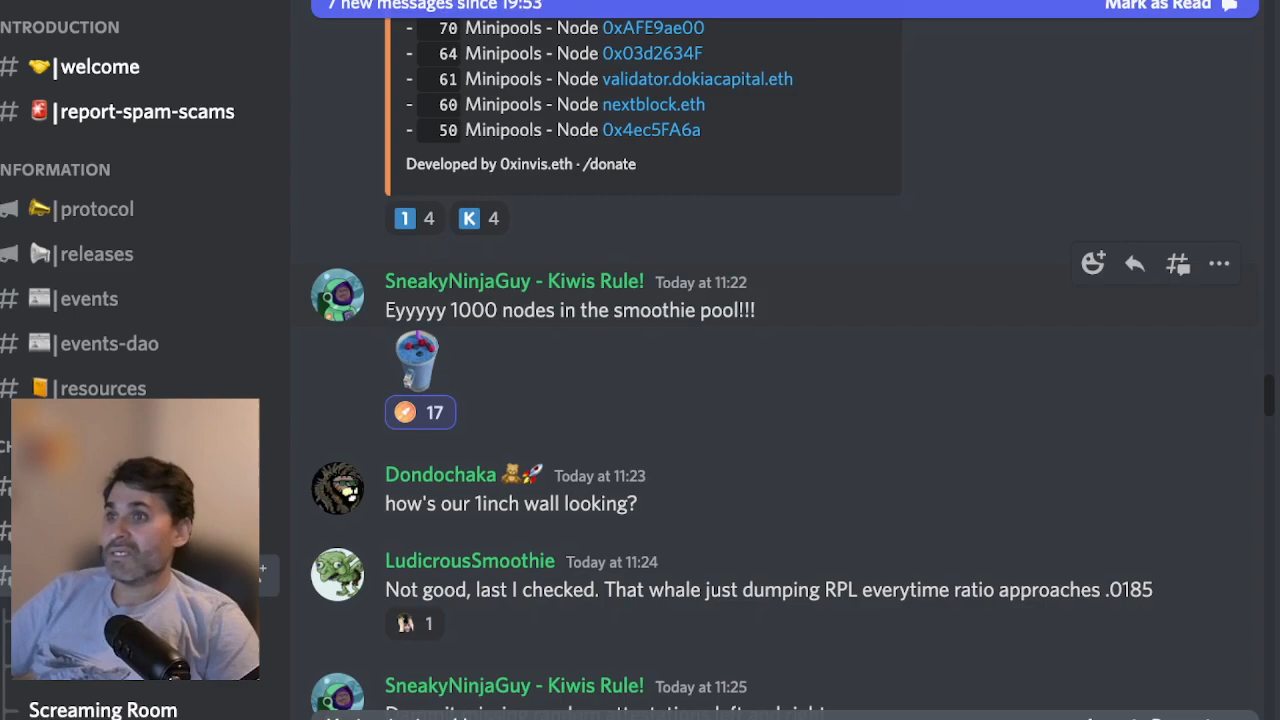 7 new messages since 19:53
Mark as Read
NTRODUCTION
# | welcome
# | report-spam-scams
NFORMATION
| protocol
| releases
# | events
# | events-dao
# | resources
Screaming Room
- 70 Minipools - Node 0xAFE9ae00
- 64 Minipools - Node 0x03d2634F
- 61 Minipools - Node validator.dokiacapital.eth
- 60 Minipools - Node nextblock.eth
- 50 Minipools - Node 0x4ec5FA6a
Developed by 0xinvis.eth · /donate
1 4 K 4
SneakyNinjaGuy - Kiwis Rule! Today at 11:22
Eyyyyy 1000 nodes in the smoothie pool!!!
17
Dondochaka Today at 11:23
how's our 1inch wall looking?
LudicrousSmoothie Today at 11:24
Not good, last I checked. That whale just dumping RPL everytime ratio approaches .0185
1
SneakyNinjaGuy - Kiwis Rule! Today at 11:25